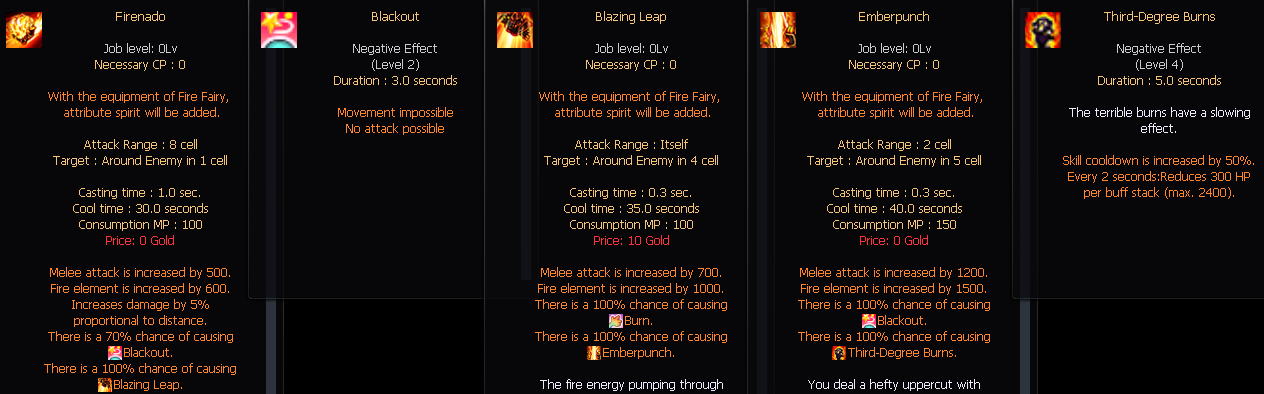 Firenado
Job level: 0Lv
Necessary CP : 0
With the equipment of Fire Fairy,
attribute spirit will be added.
Attack Range : 8 cell
Target : Around Enemy in 1 cell
Casting time : 1.0 sec.
Cool time : 30.0 seconds
Consumption MP : 100
Price: 0 Gold
Melee attack is increased by 500.
Fire element is increased by 600.
Increases damage by 5%
proportional to distance.
There is a 70% chance of causing
Blackout.
There is a 100% chance of causing
Blazing Leap.
Blackout
Negative Effect
(Level 2)
Duration : 3.0 seconds
Movement impossible
No attack possible
Blazing Leap
Job level: 0Lv
Necessary CP : 0
With the equipment of Fire Fairy,
attribute spirit will be added.
Attack Range : Itself
Target : Around Enemy in 4 cell
Casting time : 0.3 sec.
Cool time : 35.0 seconds
Consumption MP : 100
Price: 10 Gold
Melee attack is increased by 700.
Fire element is increased by 1000.
There is a 100% chance of causing
Burn.
There is a 100% chance of causing
Emberpunch.
The fire energy pumping through
Emberpunch
Job level: 0Lv
Necessary CP : 0
With the equipment of Fire Fairy,
attribute spirit will be added.
Attack Range : 2 cell
Target : Around Enemy in 5 cell
Casting time : 0.3 sec.
Cool time : 40.0 seconds
Consumption MP : 150
Price: 0 Gold
Melee attack is increased by 1200.
Fire element is increased by 1500.
There is a 100% chance of causing
Blackout.
There is a 100% chance of causing
Third-Degree Burns.
You deal a hefty uppercut with
Third-Degree Burns
Negative Effect
(Level 4)
Duration : 5.0 seconds
The terrible burns have a slowing
effect.
Skill cooldown is increased by 50%.
Every 2 seconds:Reduces 300 HP
per buff stack (max. 2400).